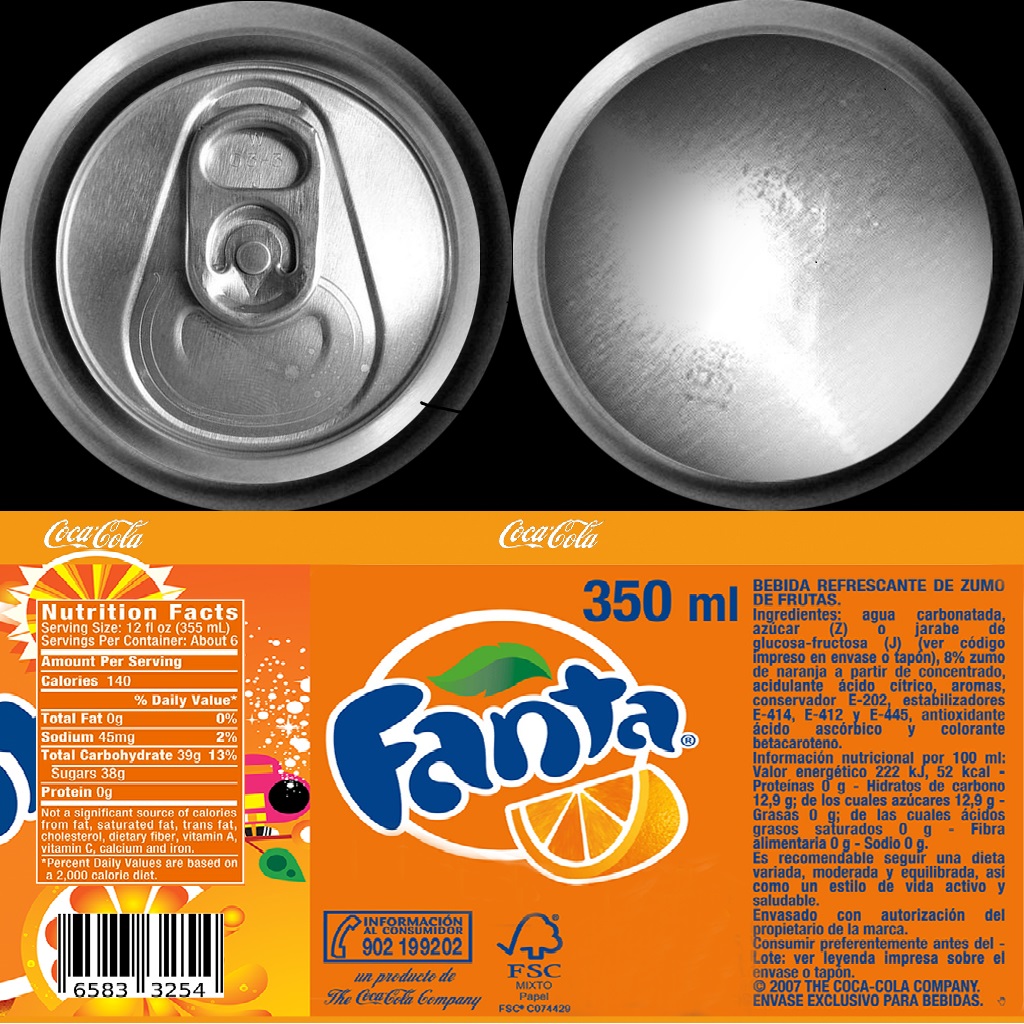 Coca-Cola
Coca-Cola
Nutrition Facts
Serving Size: 12 fl oz (355 mL)
Servings Per Container: About 6
Amount Per Serving
Calories 140
% Daily Value*
Total Fat 0g 0%
Sodium 45mg 2%
Total Carbohydrate 39g 13%
Sugars 38g
Protein 0g
Not a significant source of calories
from fat, saturated fat, trans fat,
cholesterol, dietary fiber, vitamin A,
vitamin C, calcium and iron.
*Percent Daily Values are based on
a 2,000 calorie diet.
6583 3254
350 ml
Fanta®
INFORMACIÓN
AL CONSUMIDOR
902 199202
un producto de
The Coca-Cola Company
FSC
MIXTO
Papel
FSC® C074429
BEBIDA REFRESCANTE DE ZUMO
DE FRUTAS.
Ingredientes: agua carbonatada,
azúcar (Z) o jarabe de
glucosa-fructosa (J) (ver código
impreso en envase o tapón), 8% zumo
de naranja a partir de concentrado,
acidulante ácido cítrico, aromas,
conservador E-202, estabilizadores
E-414, E-412 y E-445, antioxidante
ácido ascórbico y colorante
betacaroteno.
Información nutricional por 100 ml:
Valor energético 222 kJ, 52 kcal -
Proteínas 0 g - Hidratos de carbono
12,9 g; de los cuales azúcares 12,9 g -
Grasas 0 g; de las cuales ácidos
grasos saturados 0 g - Fibra
alimentaria 0 g - Sodio 0 g.
Es recomendable seguir una dieta
variada, moderada y equilibrada, así
como un estilo de vida activo y
saludable.
Envasado con autorización del
propietario de la marca.
Consumir preferentemente antes del -
Lote: ver leyenda impresa sobre el
envase o tapón.
© 2007 THE COCA-COLA COMPANY.
ENVASE EXCLUSIVO PARA BEBIDAS.